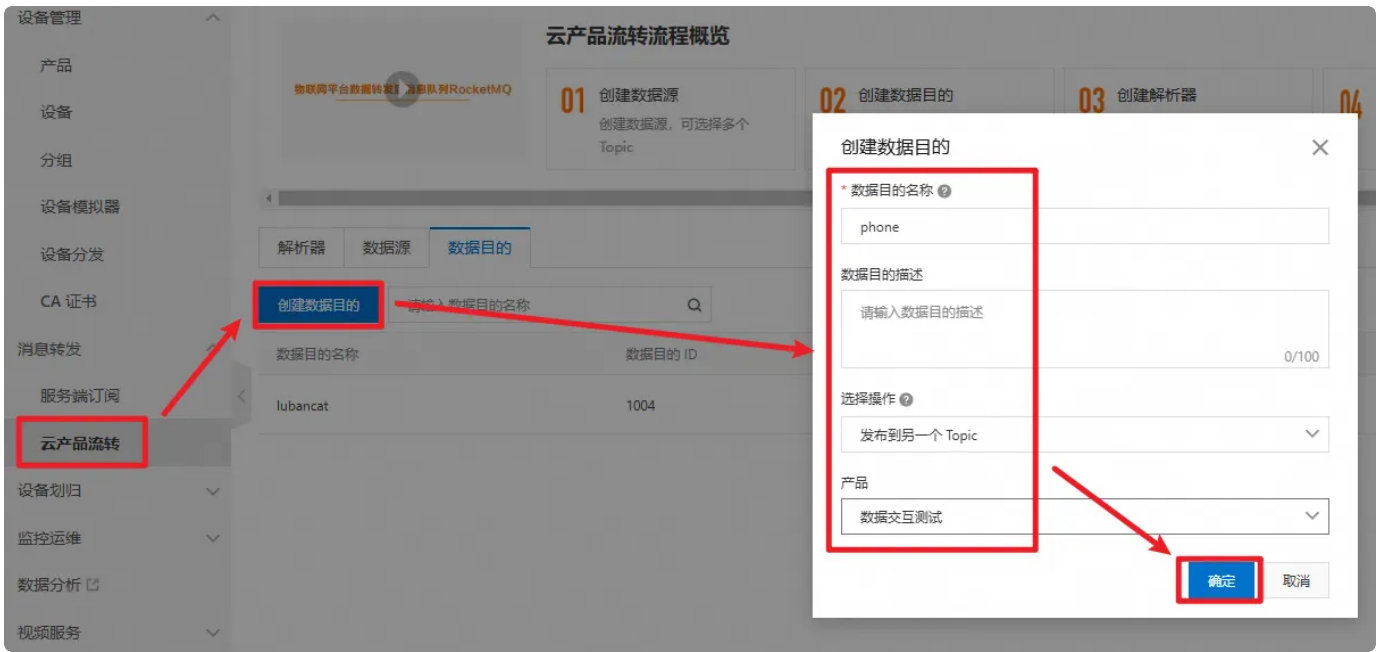 设备管理
产品
设备
分组
设备模拟器
设备分发
CA 证书
消息转发
服务端订阅
云产品流转
设备划归
监控运维
数据分析
视频服务
云产品流转流程概览
物联网平台数据转发 息队列RocketMQ
01 创建数据源
创建数据源，可选择多个
Topic
02 创建数据目的
03 创建解析器
04
解析器 数据源 数据目的
创建数据目的 请输入数据目的名称
数据目的名称 数据目的 ID
lubancat 1004
创建数据目的
* 数据目的名称
phone
数据目的描述
请输入数据目的描述
0/100
选择操作
发布到另一个 Topic
产品
数据交互测试
确定 取消